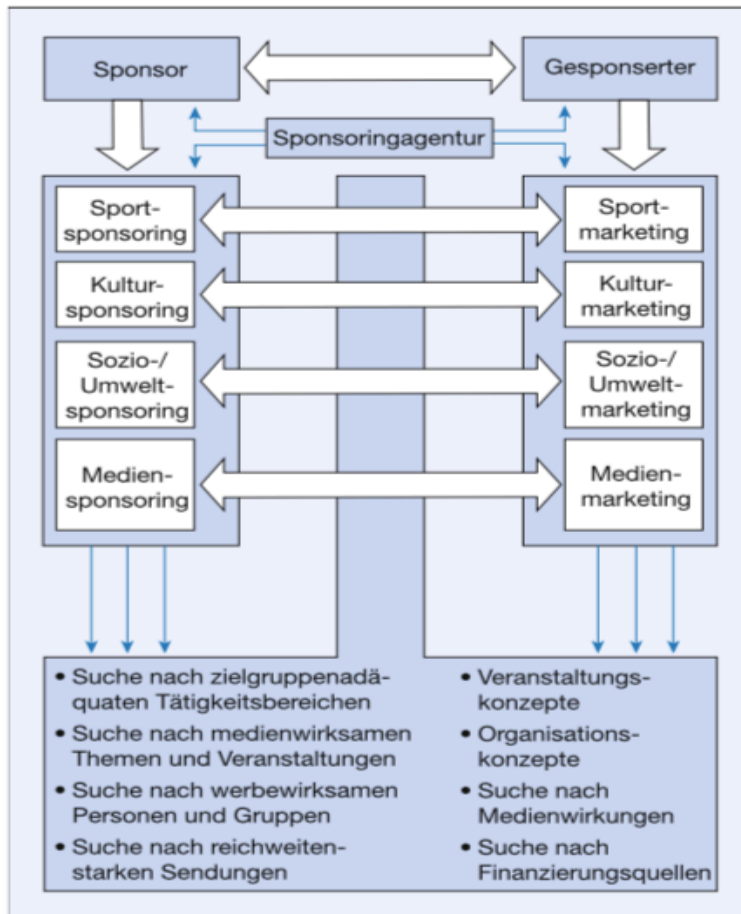 Sponsor
Gesponserter
Sponsoringagentur
Sport-
sponsoring
Sport-
marketing
Kultur-
sponsoring
Kultur-
marketing
Sozio-/
Umwelt-
sponsoring
Sozio-/
Umwelt-
marketing
Medien-
sponsoring
Medien-
marketing
• Suche nach zielgruppenadä-
quaten Tätigkeitsbereichen
• Suche nach medienwirksamen
Themen und Veranstaltungen
• Suche nach werbewirksamen
Personen und Gruppen
• Suche nach reichweiten-
starken Sendungen
• Veranstaltungs-
konzepte
• Organisations-
konzepte
• Suche nach
Medienwirkungen
• Suche nach
Finanzierungsquellen